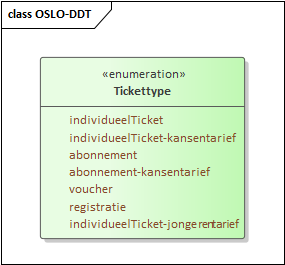 class OSLO-DDT
«enumeration»
Tickettype
individueelTicket
individueelTicket-kansentarief
abonnement
abonnement-kansentarief
voucher
registratie
individueelTicket-jongerentarief